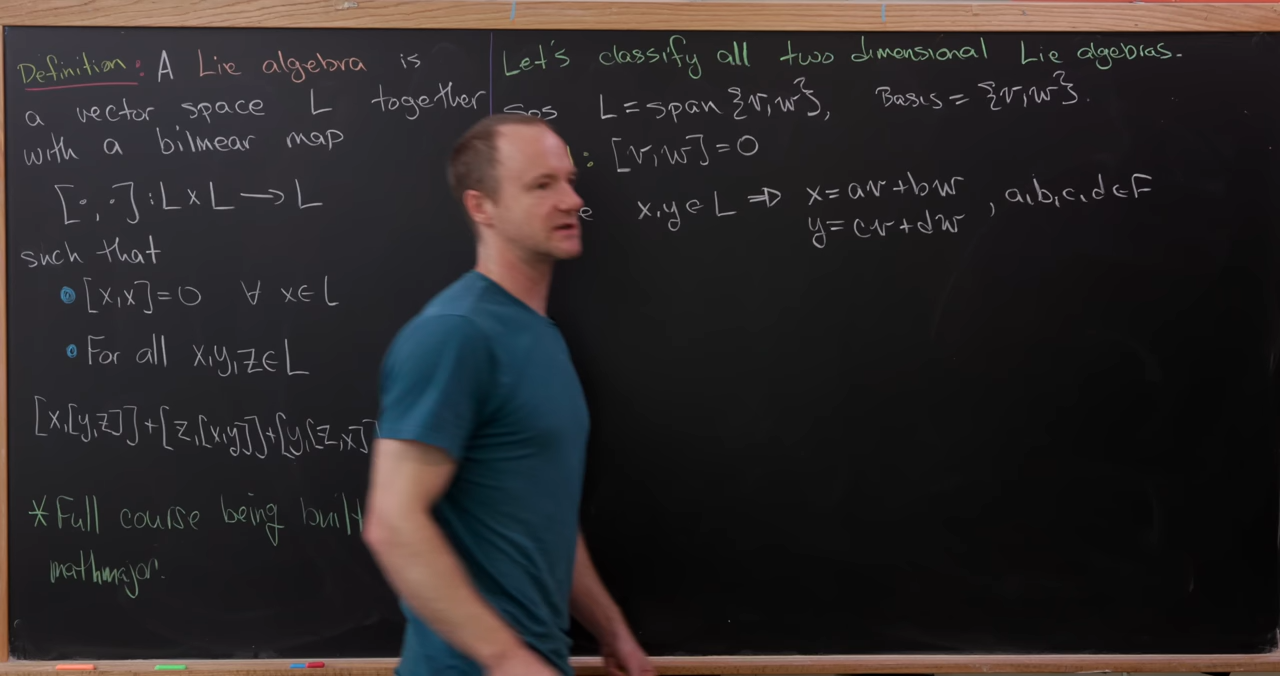 Definition: A Lie algebra is
a vector space L together
with a bilinear map
[·,·]: L x L → L
such that
• [x,x]=0 ∀ x∈L
• For all x,y,z∈L
[x,[y,z]]+[z,[x,y]]+[y,[z,x]
*Full course being built
mathmajor.
Let's classify all two dimensional Lie algebras.
Sps L=span{v,w}, Basis={v,w}.
: [v,w]=0
x,y∈L ⇒ x=av+bw
y=cv+dw , a,b,c,d∈F